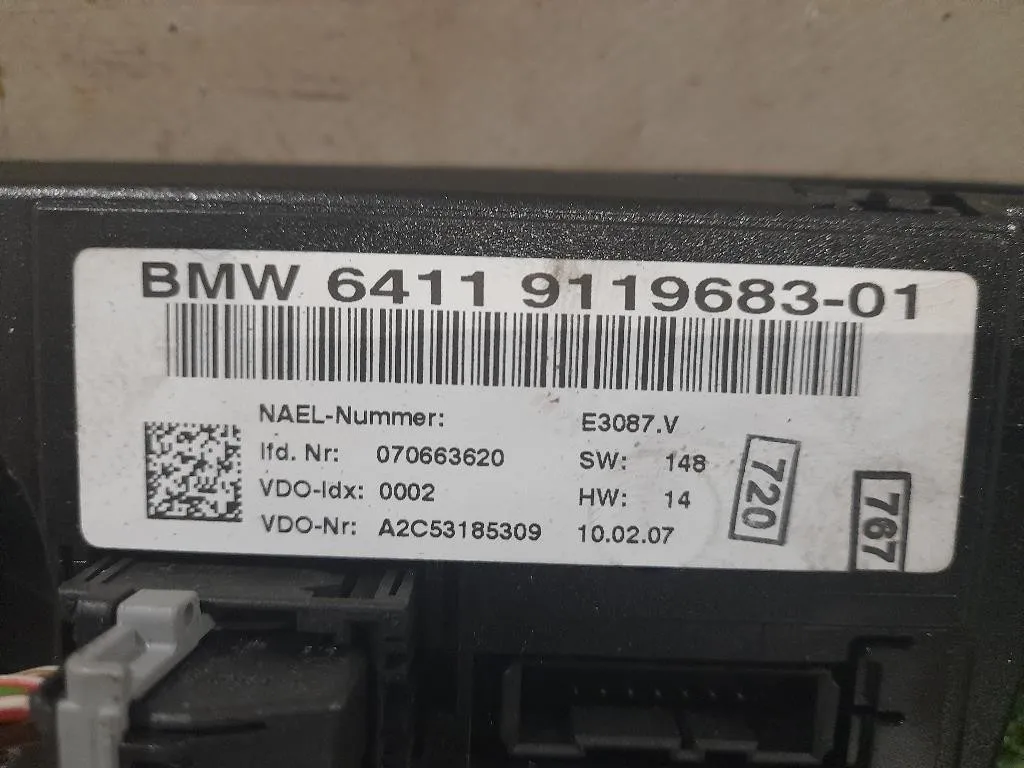 BMW 6411 9119683-01
NAEL-Nummer: E3087.V
lfd. Nr: 070663620 SW: 148
VDO-Idx: 0002 HW: 14
VDO-Nr: A2C53185309 10.02.07
720
767